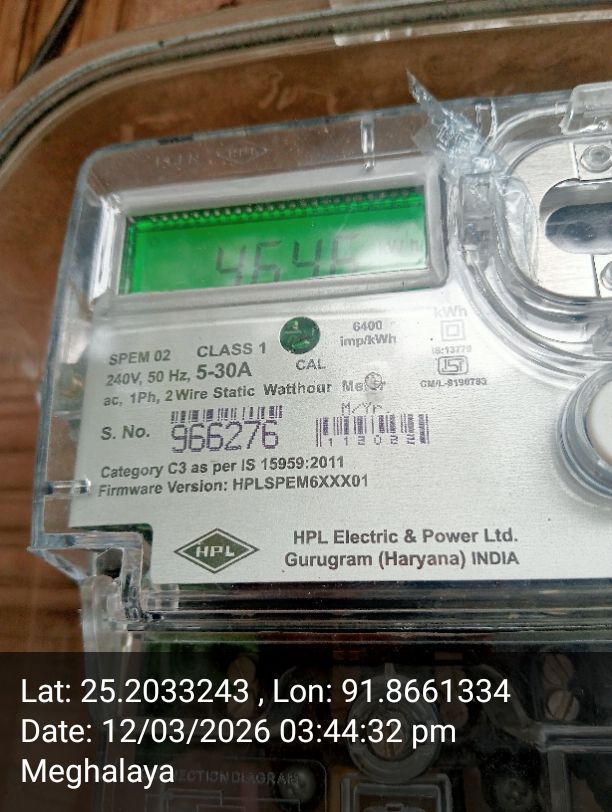 kWh
SPEM 02 CLASS 1
CAL
6400
imp/kWh
kWh
IS:13779
240V, 50 Hz, 5-30A
ac, 1Ph, 2 Wire Static Watthour Meter
S. No. 966276
M/Yr.
Category C3 as per IS 15959:2011
Firmware Version: HPLSPEM6XXX01
HPL
HPL Electric & Power Ltd.
Gurugram (Haryana) INDIA
Lat: 25.2033243 , Lon: 91.8661334
Date: 12/03/2026 03:44:32 pm
Meghalaya